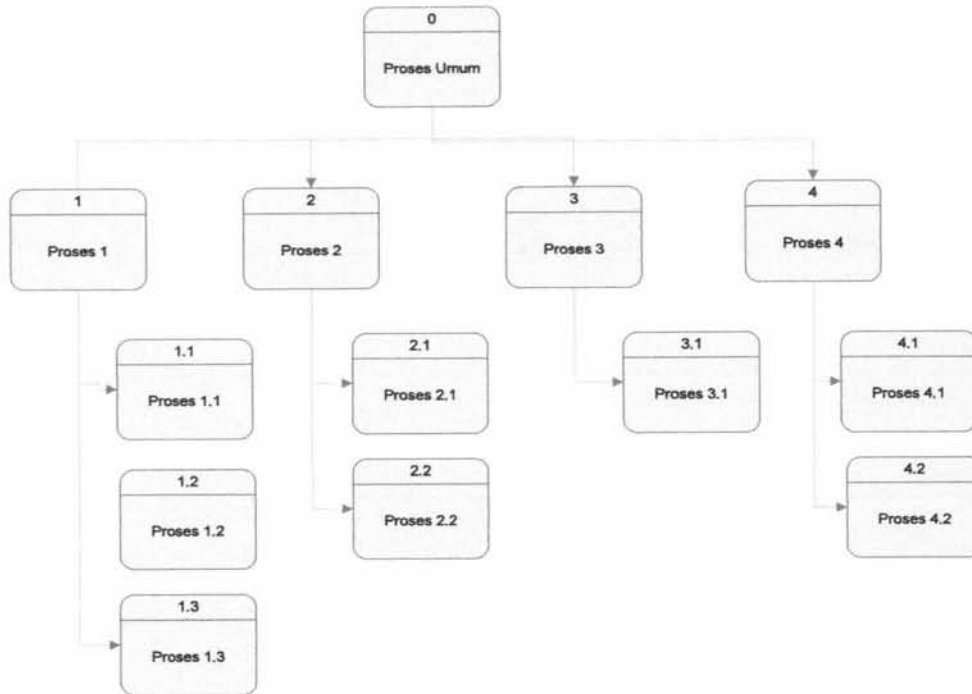 0
Proses Umum
1
Proses 1
2
Proses 2
3
Proses 3
4
Proses 4
1.1
Proses 1.1
1.2
Proses 1.2
1.3
Proses 1.3
2.1
Proses 2.1
2.2
Proses 2.2
3.1
Proses 3.1
4.1
Proses 4.1
4.2
Proses 4.2